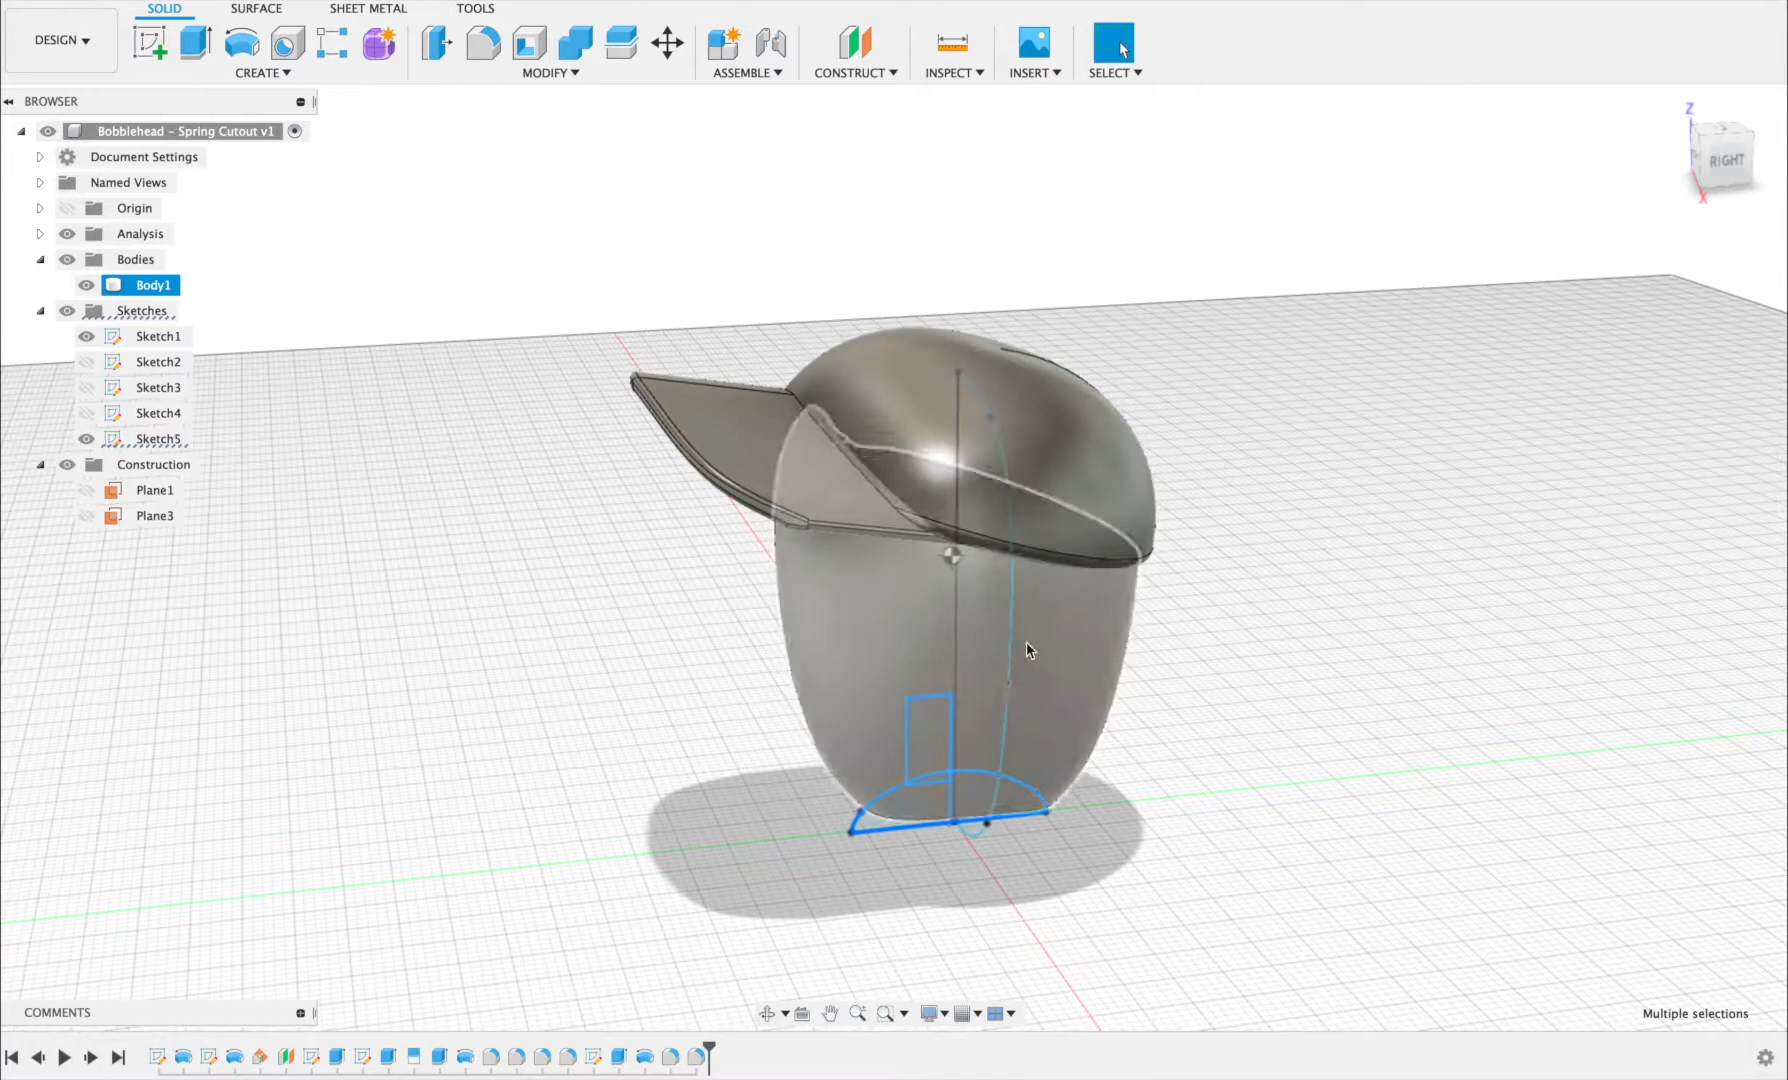 SOLID SURFACE SHEET METAL TOOLS
DESIGN
CREATE MODIFY ASSEMBLE CONSTRUCT INSPECT INSERT SELECT
BROWSER
Bobblehead - Spring Cutout v1
Document Settings
Named Views
Origin
Analysis
Bodies
Body1
Sketches
Sketch1
Sketch2
Sketch3
Sketch4
Sketch5
Construction
Plane1
Plane3
Z
RIGHT
X
COMMENTS
Multiple selections